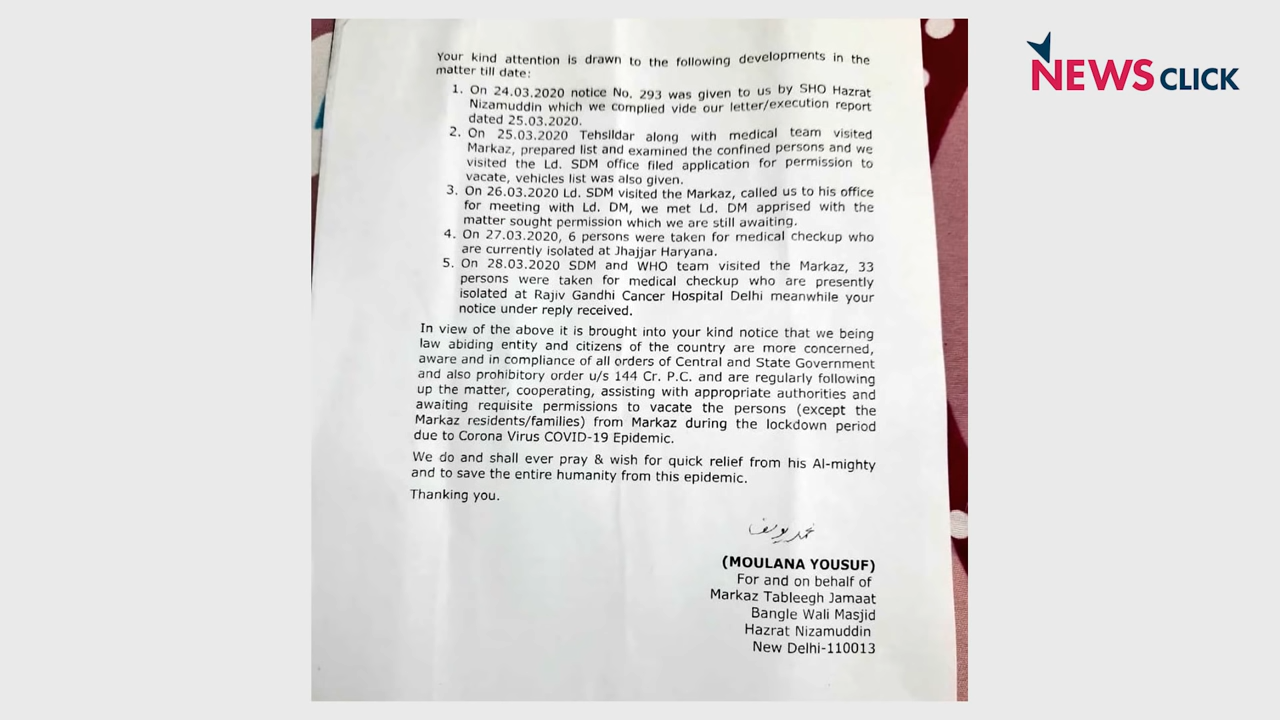 NEWSCLICK
Your kind attention is drawn to the following developments in the
matter till date:
1. On 24.03.2020 notice No. 293 was given to us by SHO Hazrat
Nizamuddin which we complied vide our letter/execution report
dated 25.03.2020.
2. On 25.03.2020 Tehsildar along with medical team visited
Markaz, prepared list and examined the confined persons and we
visited the Ld. SDM office filed application for permission to
vacate, vehicles list was also given.
3. On 26.03.2020 Ld. SDM visited the Markaz, called us to his office
for meeting with Ld. DM, we met Ld. DM apprised with the
matter sought permission which we are still awaiting.
4. On 27.03.2020, 6 persons were taken for medical checkup who
are currently isolated at Jhajjar Haryana.
5. On 28.03.2020 SDM and WHO team visited the Markaz, 33
persons were taken for medical checkup who are presently
isolated at Rajiv Gandhi Cancer Hospital Delhi meanwhile your
notice under reply received.
In view of the above it is brought into your kind notice that we being
law abiding entity and citizens of the country are more concerned,
aware and in compliance of all orders of Central and State Government
and also prohibitory order u/s 144 Cr. P.C. and are regularly following
up the matter, cooperating, assisting with appropriate authorities and
awaiting requisite permissions to vacate the persons (except the
Markaz residents/families) from Markaz during the lockdown period
due to Corona Virus COVID-19 Epidemic.
We do and shall ever pray & wish for quick relief from his Al-mighty
and to save the entire humanity from this epidemic.
Thanking you.
محمد يوسف
(MOULANA YOUSUF)
For and on behalf of
Markaz Tableegh Jamaat
Bangle Wali Masjid
Hazrat Nizamuddin
New Delhi-110013